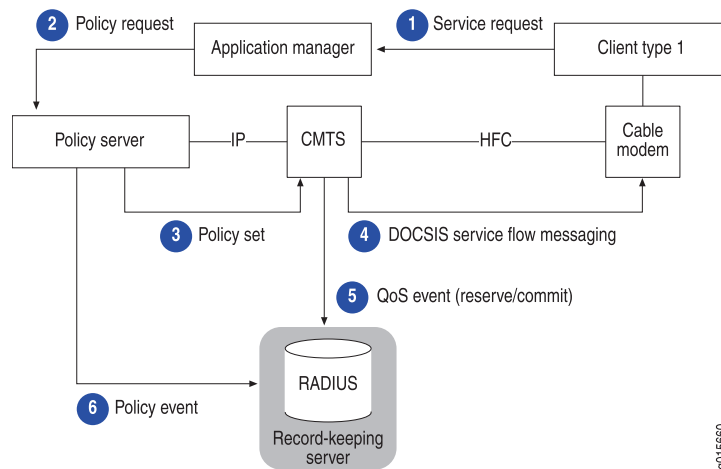 2 Policy request
1 Service request
Application manager
Client type 1
Policy server
IP
CMTS
HFC
Cable
modem
3 Policy set
4 DOCSIS service flow messaging
5 QoS event (reserve/commit)
RADIUS
6 Policy event
Record-keeping
server